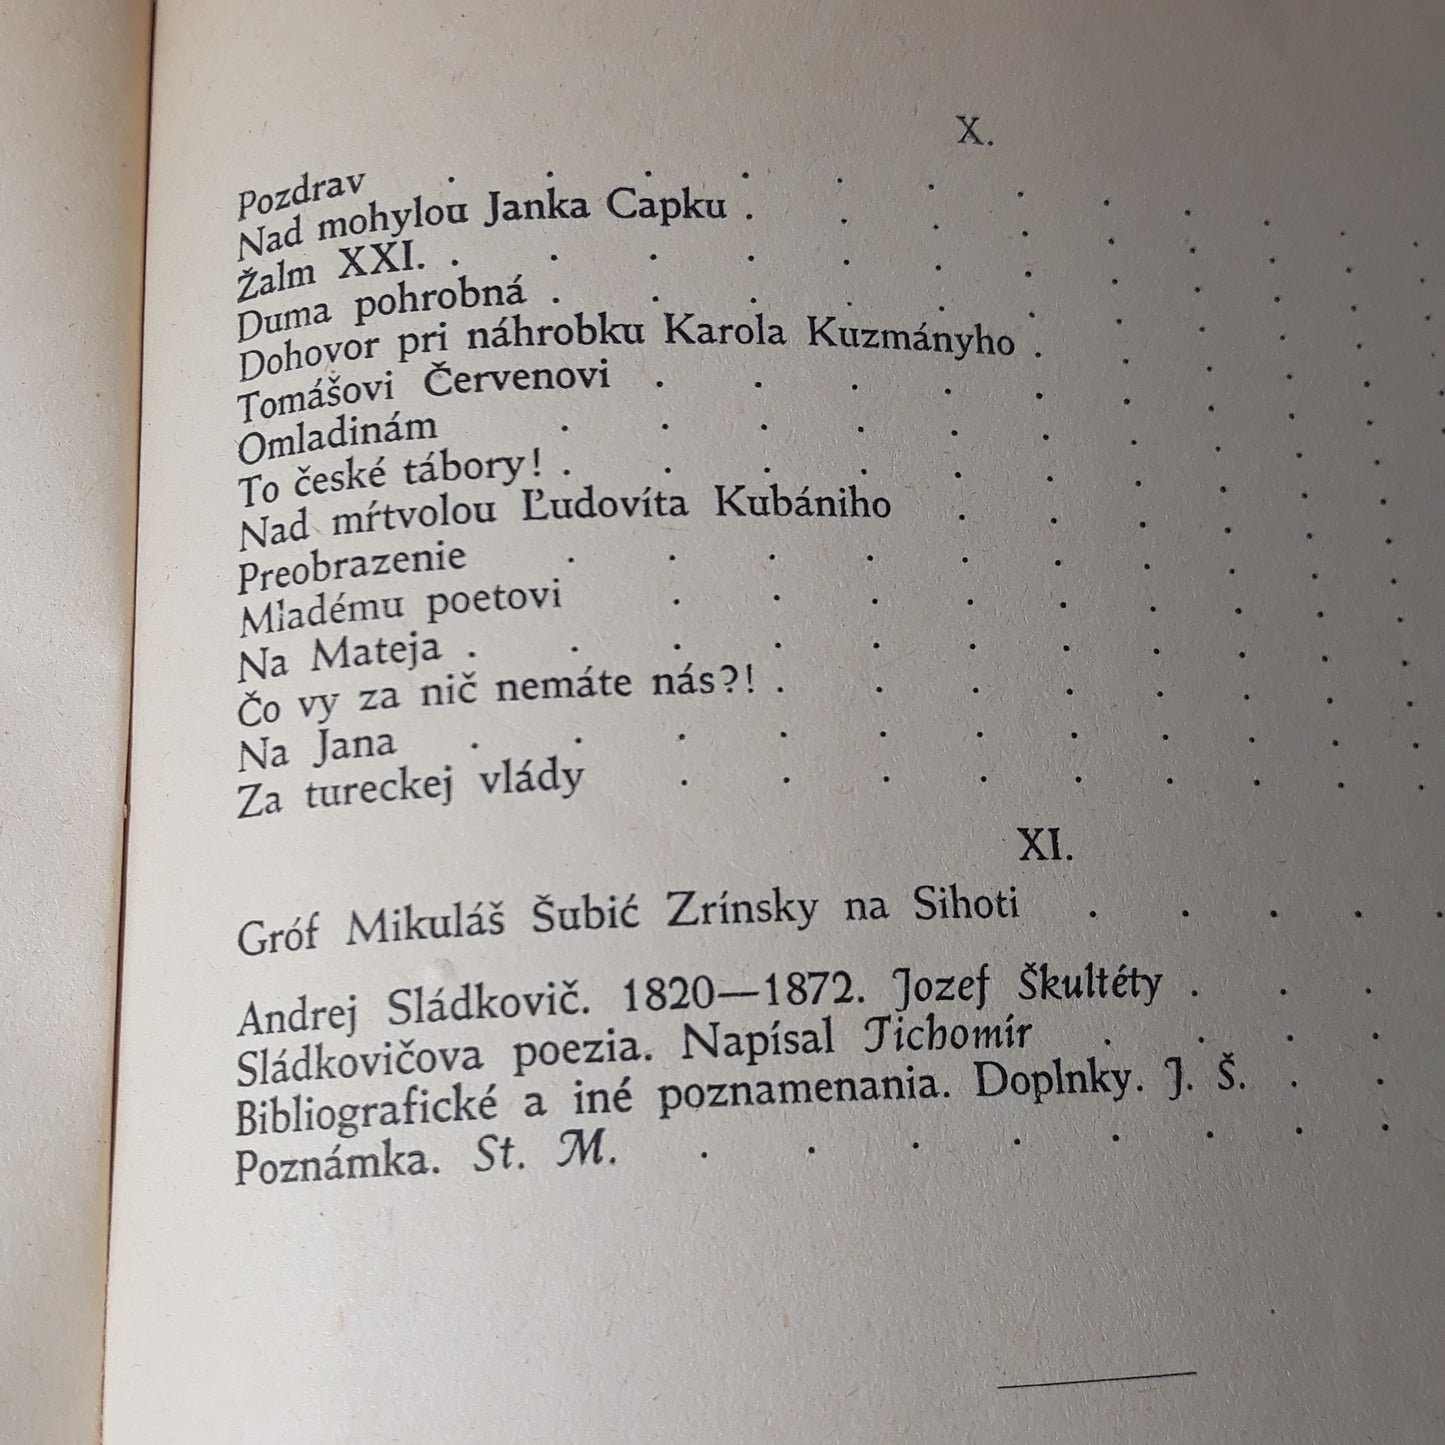 X.
Pozdrav
Nad mohylou Janka Capku .
Žalm XXI. .
Duma pohrobná .
Dohovor pri náhrobku Karola Kuzmányho .
Tomášovi Červenovi
Omladinám
To české tábory! .
Nad mŕtvolou Ľudovíta Kubániho
Preobrazenie
Mladému poetovi
Na Mateja .
Čo vy za nič nemáte nás?! .
Na Jana
Za tureckej vlády
XI.
Gróf Mikuláš Šubić Zrínsky na Sihoti
Andrej Sládkovič. 1820—1872. Jozef Škultéty .
Sládkovičova poezia. Napísal Tichomír
Bibliografické a iné poznamenania. Doplnky. J. Š. .
Poznámka. St. M.